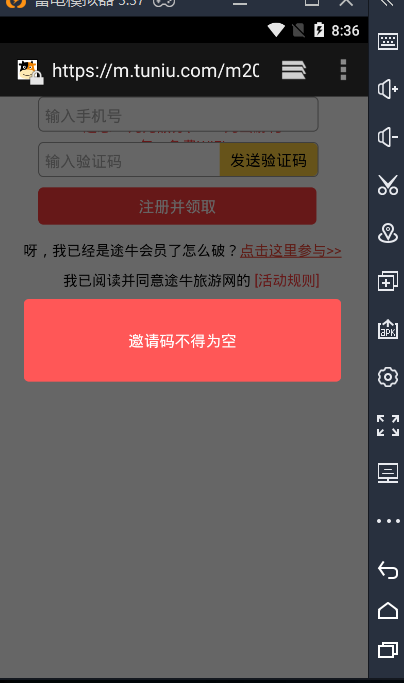 雷电模拟器 3.37
8:36
https://m.tuniu.com/m20
输入手机号
输入验证码
发送验证码
注册并领取
呀，我已经是途牛会员了怎么破？点击这里参与>>
我已阅读并同意途牛旅游网的 [活动规则]
邀请码不得为空
APK